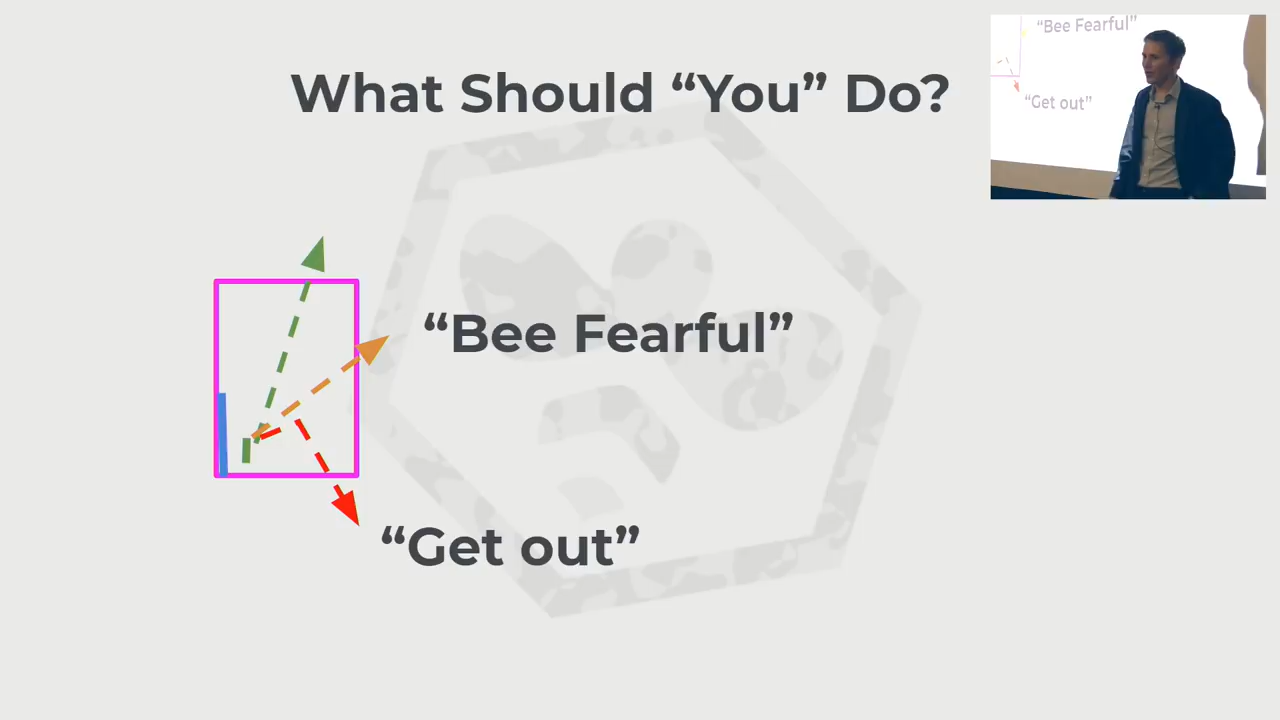 What Should “You” Do?
“Bee Fearful”
“Get out”
“Bee Fearful”
“Get out”